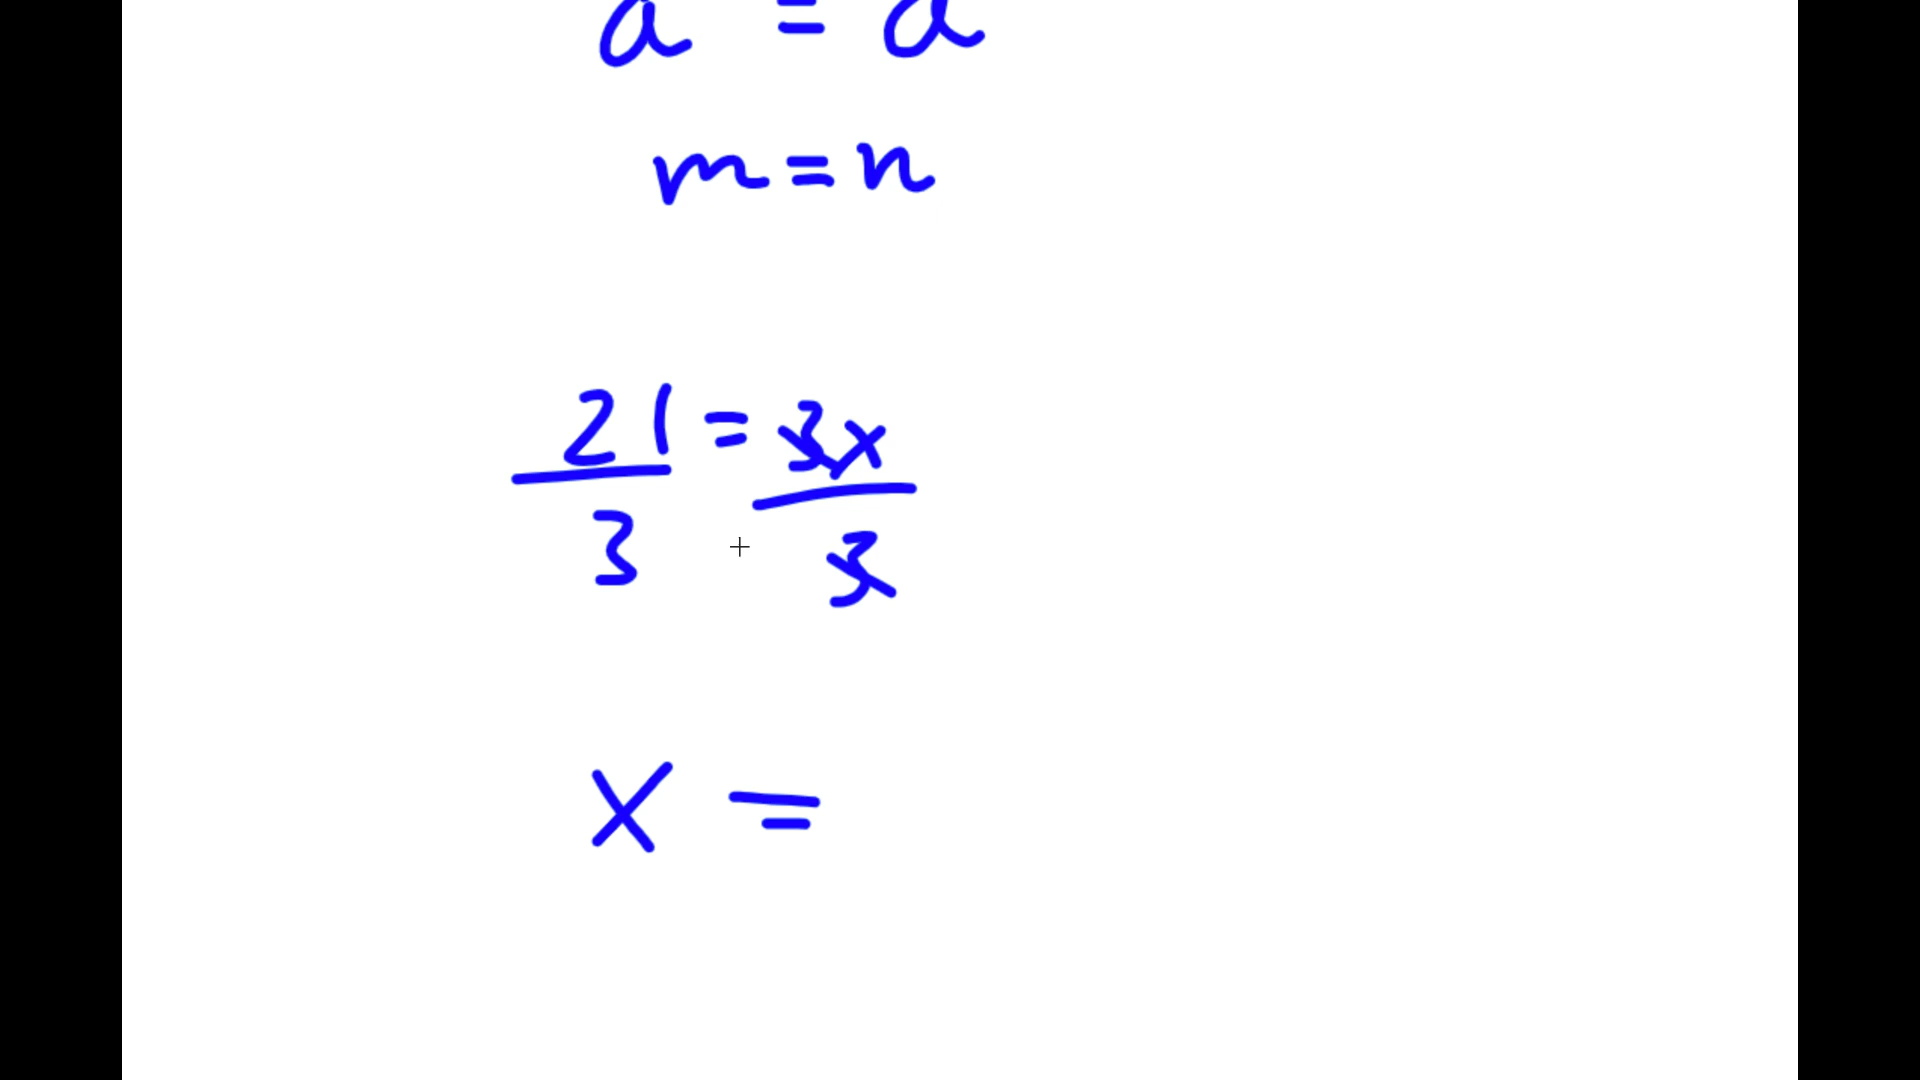 a = a
m = n
21 = 3x
3 3
x =